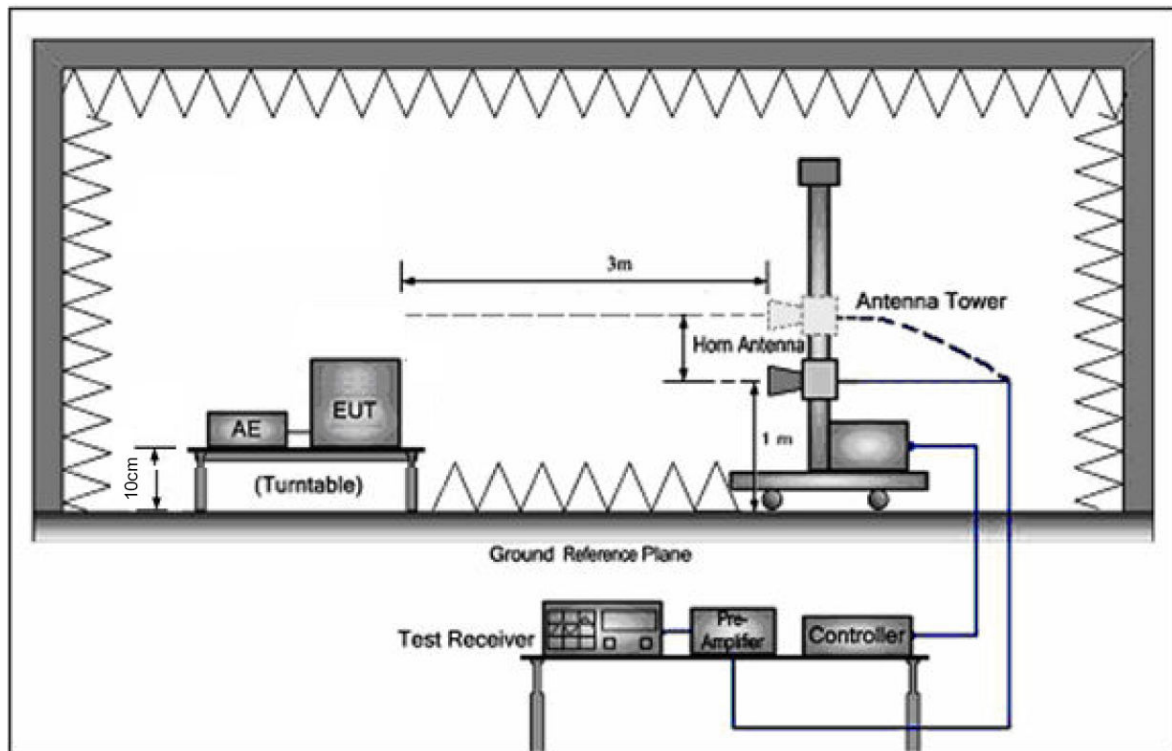 3m
Antenna Tower
Horn Antenna
EUT
AE
1 m
10cm
(Turntable)
Ground Reference Plane
Test Receiver
Pre-
Amplifier
Controller